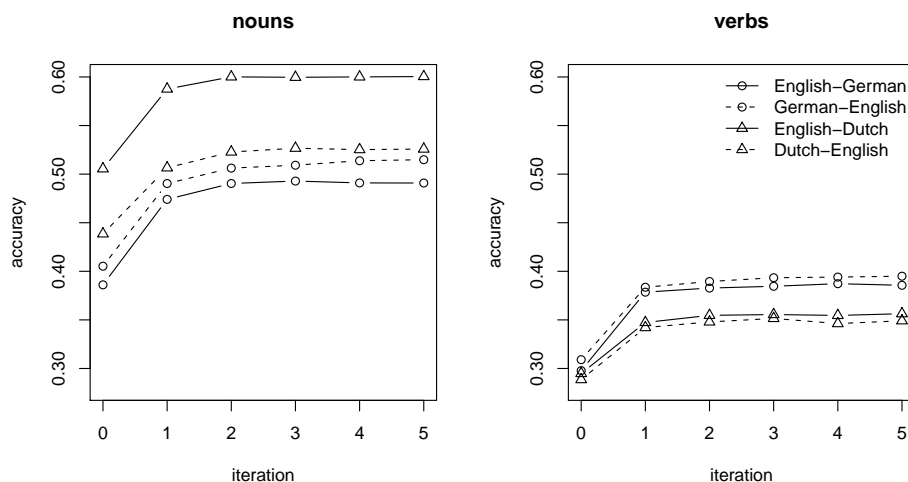 nouns
0.60
0.50
0.40
0.30
accuracy
0 1 2 3 4 5
iteration
verbs
0.60
0.50
0.40
0.30
accuracy
English−German
German−English
English−Dutch
Dutch−English
0 1 2 3 4 5
iteration